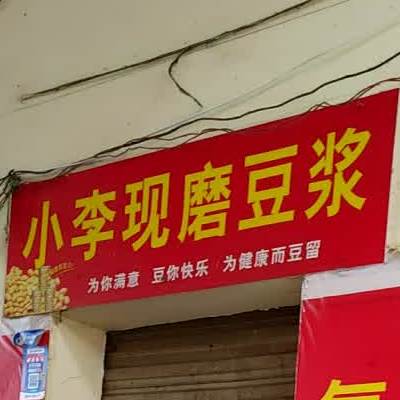 小李现磨豆浆
为你满意 豆你快乐 为健康而豆留